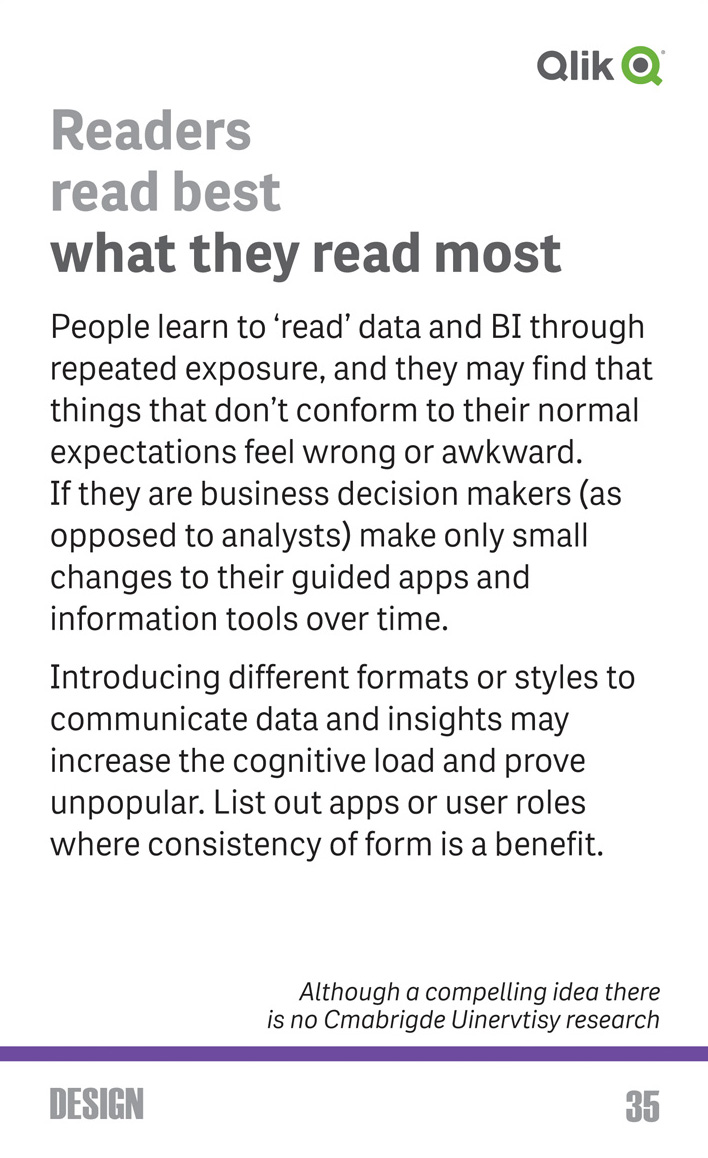 Qlik
Readers
read best
what they read most
People learn to ‘read’ data and BI through
repeated exposure, and they may find that
things that don’t conform to their normal
expectations feel wrong or awkward.
If they are business decision makers (as
opposed to analysts) make only small
changes to their guided apps and
information tools over time.
Introducing different formats or styles to
communicate data and insights may
increase the cognitive load and prove
unpopular. List out apps or user roles
where consistency of form is a benefit.
Although a compelling idea there
is no Cmabrigde Uinervtisy research
DESIGN
35